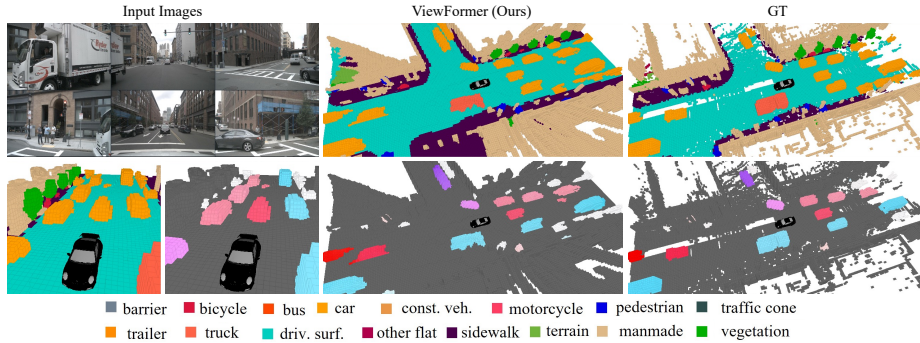 Input Images ViewFormer (Ours) GT
barrier bicycle bus car const. veh. motorcycle pedestrian traffic cone
trailer truck driv. surf. other flat sidewalk terrain manmade vegetation